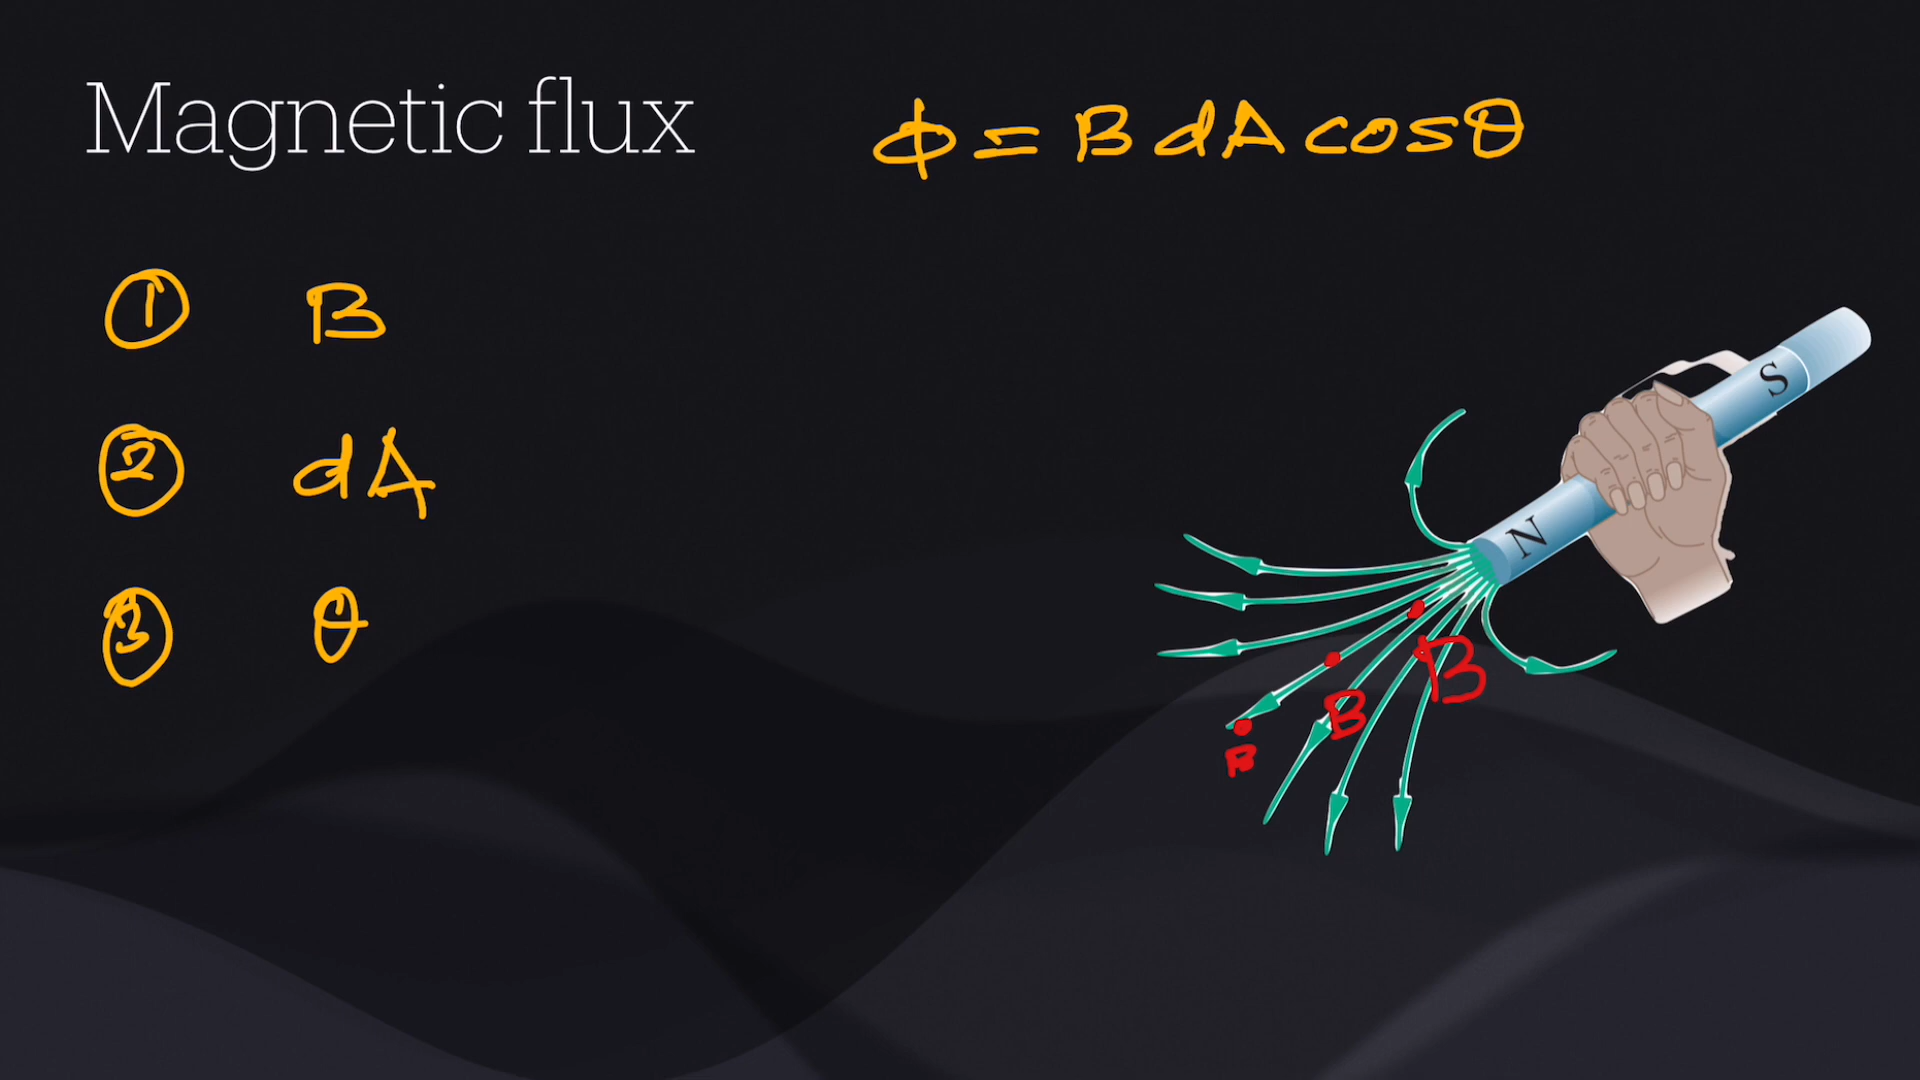 Magnetic flux
ϕ = B dA cosθ
① B
② dA
③ θ
S
N
B
B
B